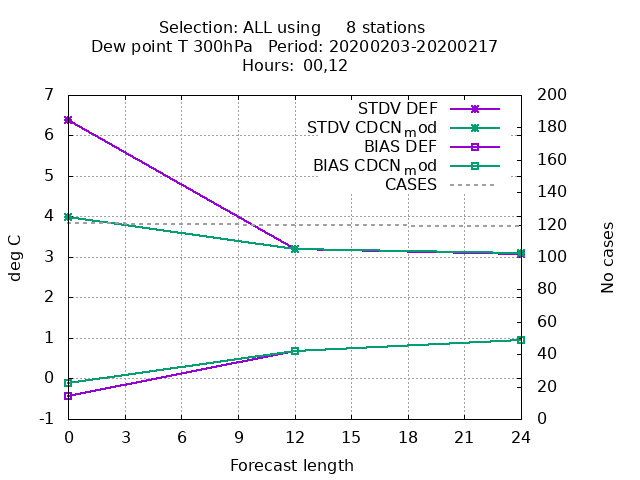 Selection: ALL using     8 stations
Dew point T 300hPa   Period: 20200203-20200217
Hours:  00,12
7
6
5
4
3
2
1
0
-1
deg C
STDV DEF
STDV CDCNmod
BIAS DEF
BIAS CDCNmod
CASES
200
180
160
140
120
100
80
60
40
20
0
No cases
0 3 6 9 12 15 18 21 24
Forecast length